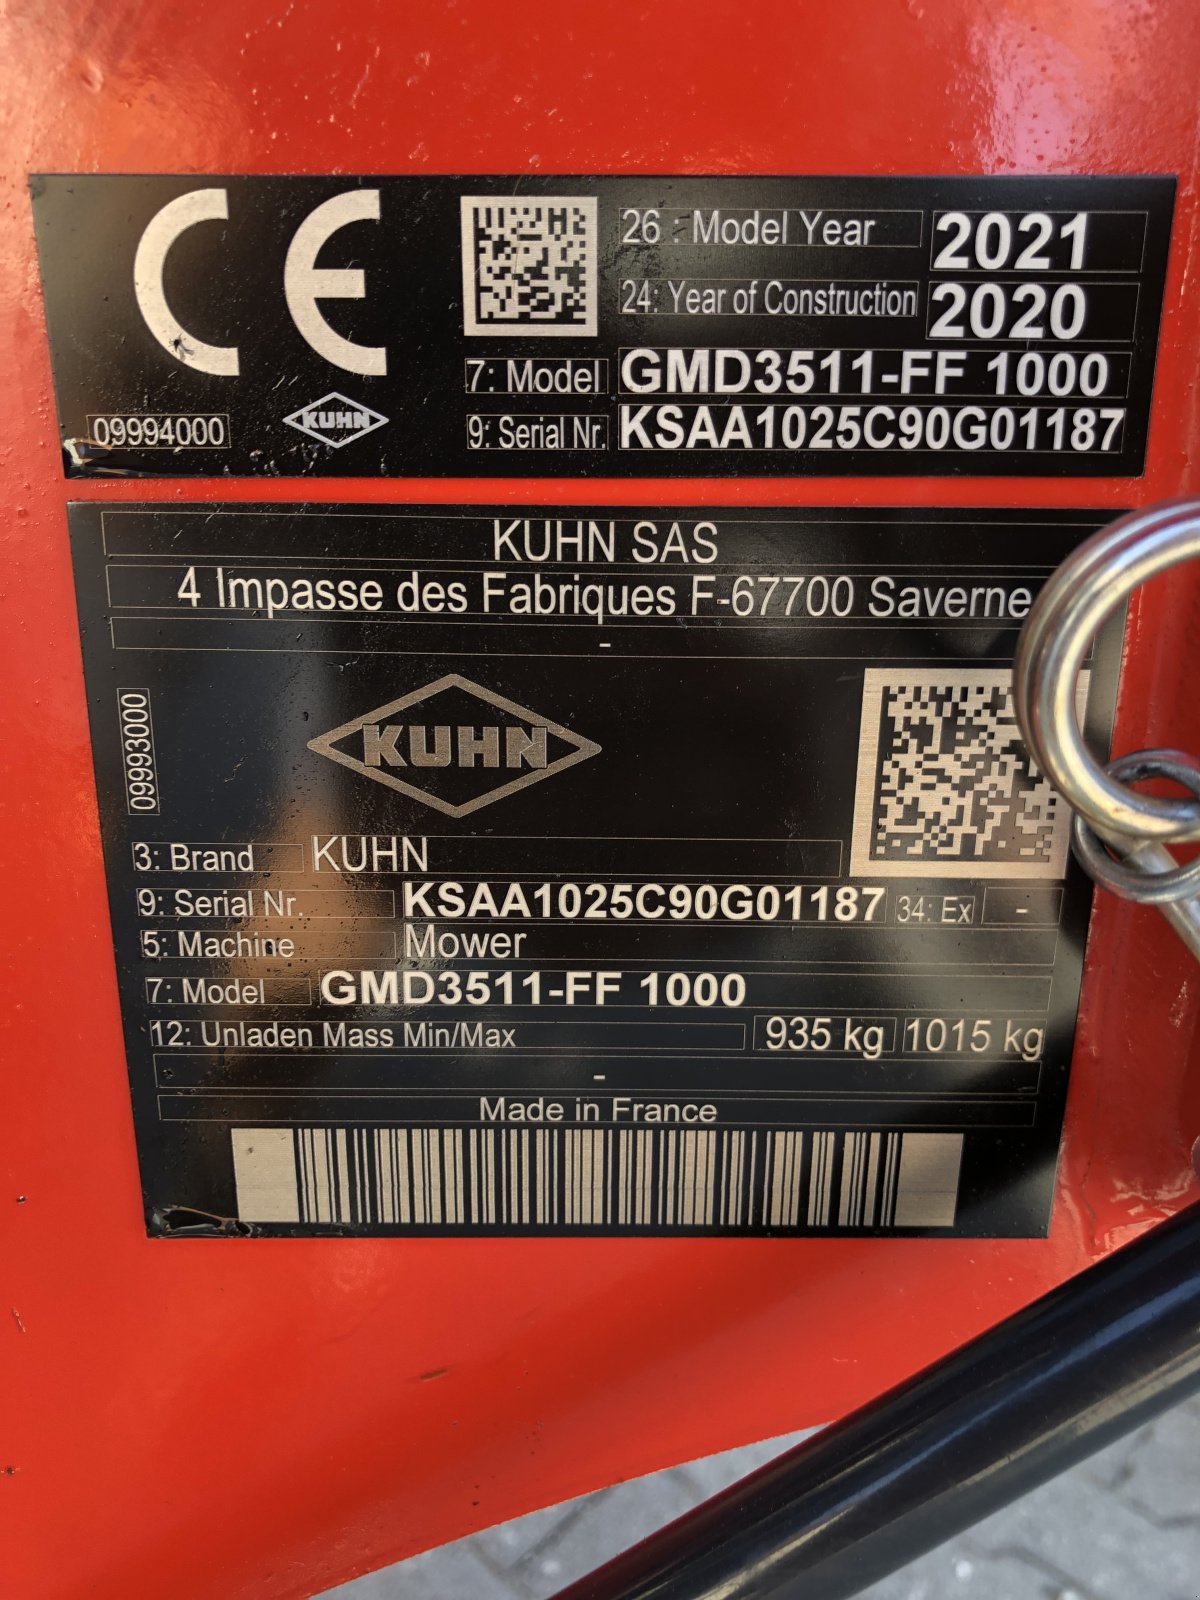 CE
26 : Model Year 2021
24: Year of Construction 2020
7: Model GMD3511-FF 1000
09994000 KUHN 9: Serial Nr. KSAA1025C90G01187
KUHN SAS
4 Impasse des Fabriques F-67700 Saverne
-
KUHN
09993000
3: Brand KUHN
9: Serial Nr. KSAA1025C90G01187 34: Ex -
5: Machine Mower
7: Model GMD3511-FF 1000
12: Unladen Mass Min/Max 935 kg 1015 kg
-
Made in France